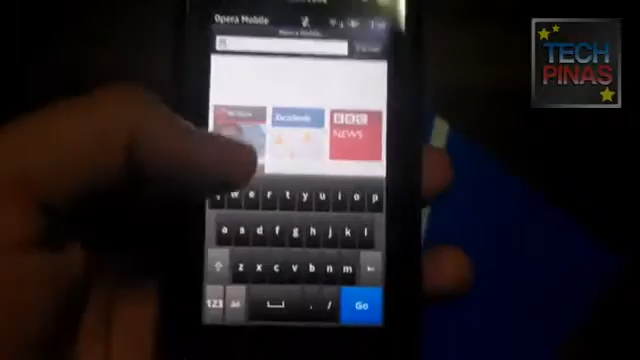 Opera Mobile
TECH
PINAS
facebook
BBC
NEWS
w e r t y u i o p
a s d f g h j k l
z x c v b n m
123
. / Go